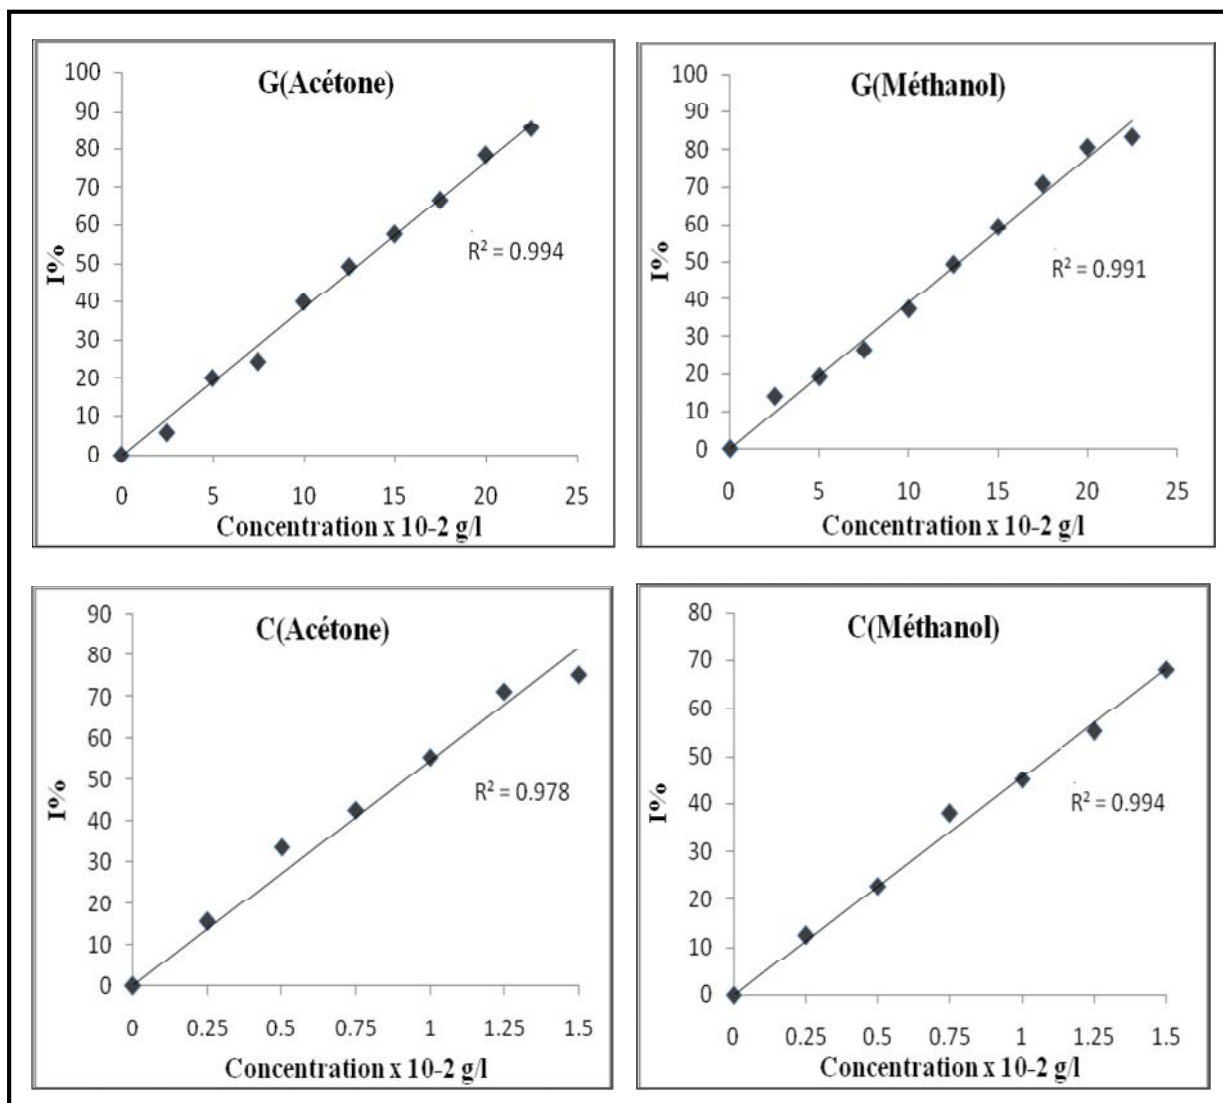 G(Acétone)
100
90
80
70
60
50
40
30
20
10
0
I%
R² = 0.994
0 5 10 15 20 25
Concentration x 10-2 g/l
G(Méthanol)
100
90
80
70
60
50
40
30
20
10
0
I%
R² = 0.991
0 5 10 15 20 25
Concentration x 10-2 g/l
C(Acétone)
90
80
70
60
50
40
30
20
10
0
I%
R² = 0.978
0 0.25 0.5 0.75 1 1.25 1.5
Concentration x 10-2 g/l
C(Méthanol)
80
70
60
50
40
30
20
10
0
I%
R² = 0.994
0 0.25 0.5 0.75 1 1.25 1.5
Concentration x 10-2 g/l